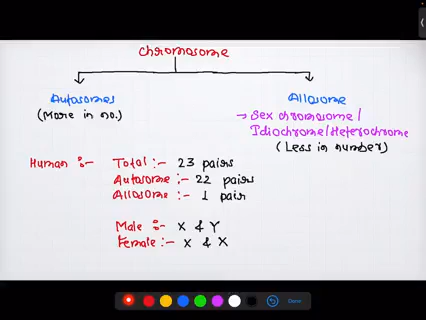 Chromosome
Autosomes
(More in no.)
Allosome
→ Sex chromosome /
Idiochrome/Heterochrome
(Less in number)
Human :- Total :- 23 pairs
Autosome :- 22 pairs
Allosome :- 1 pair
Male :- X & Y
Female :- X & X
Done